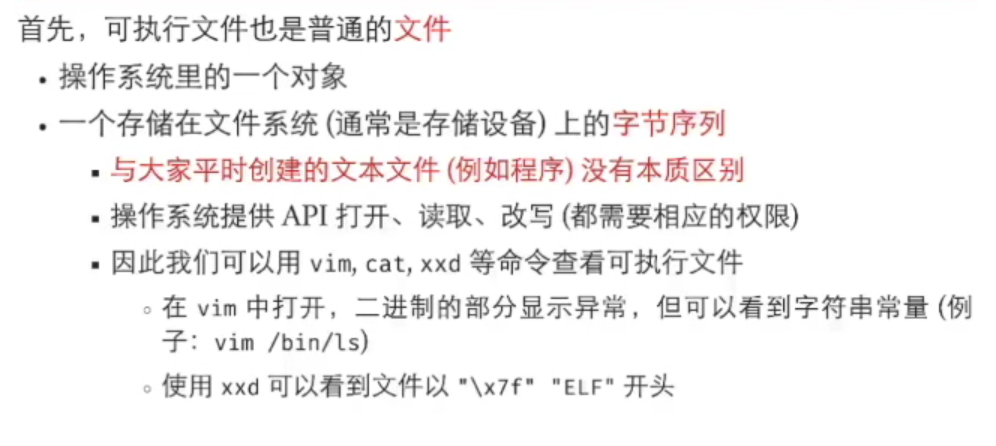 首先，可执行文件也是普通的文件
• 操作系统里的一个对象
• 一个存储在文件系统 (通常是存储设备) 上的字节序列
▪ 与大家平时创建的文本文件 (例如程序) 没有本质区别
▪ 操作系统提供 API 打开、读取、改写 (都需要相应的权限)
▪ 因此我们可以用 vim, cat, xxd 等命令查看可执行文件
◦ 在 vim 中打开，二进制的部分显示异常，但可以看到字符串常量 (例
子：vim /bin/ls)
◦ 使用 xxd 可以看到文件以 "\x7f" "ELF" 开头